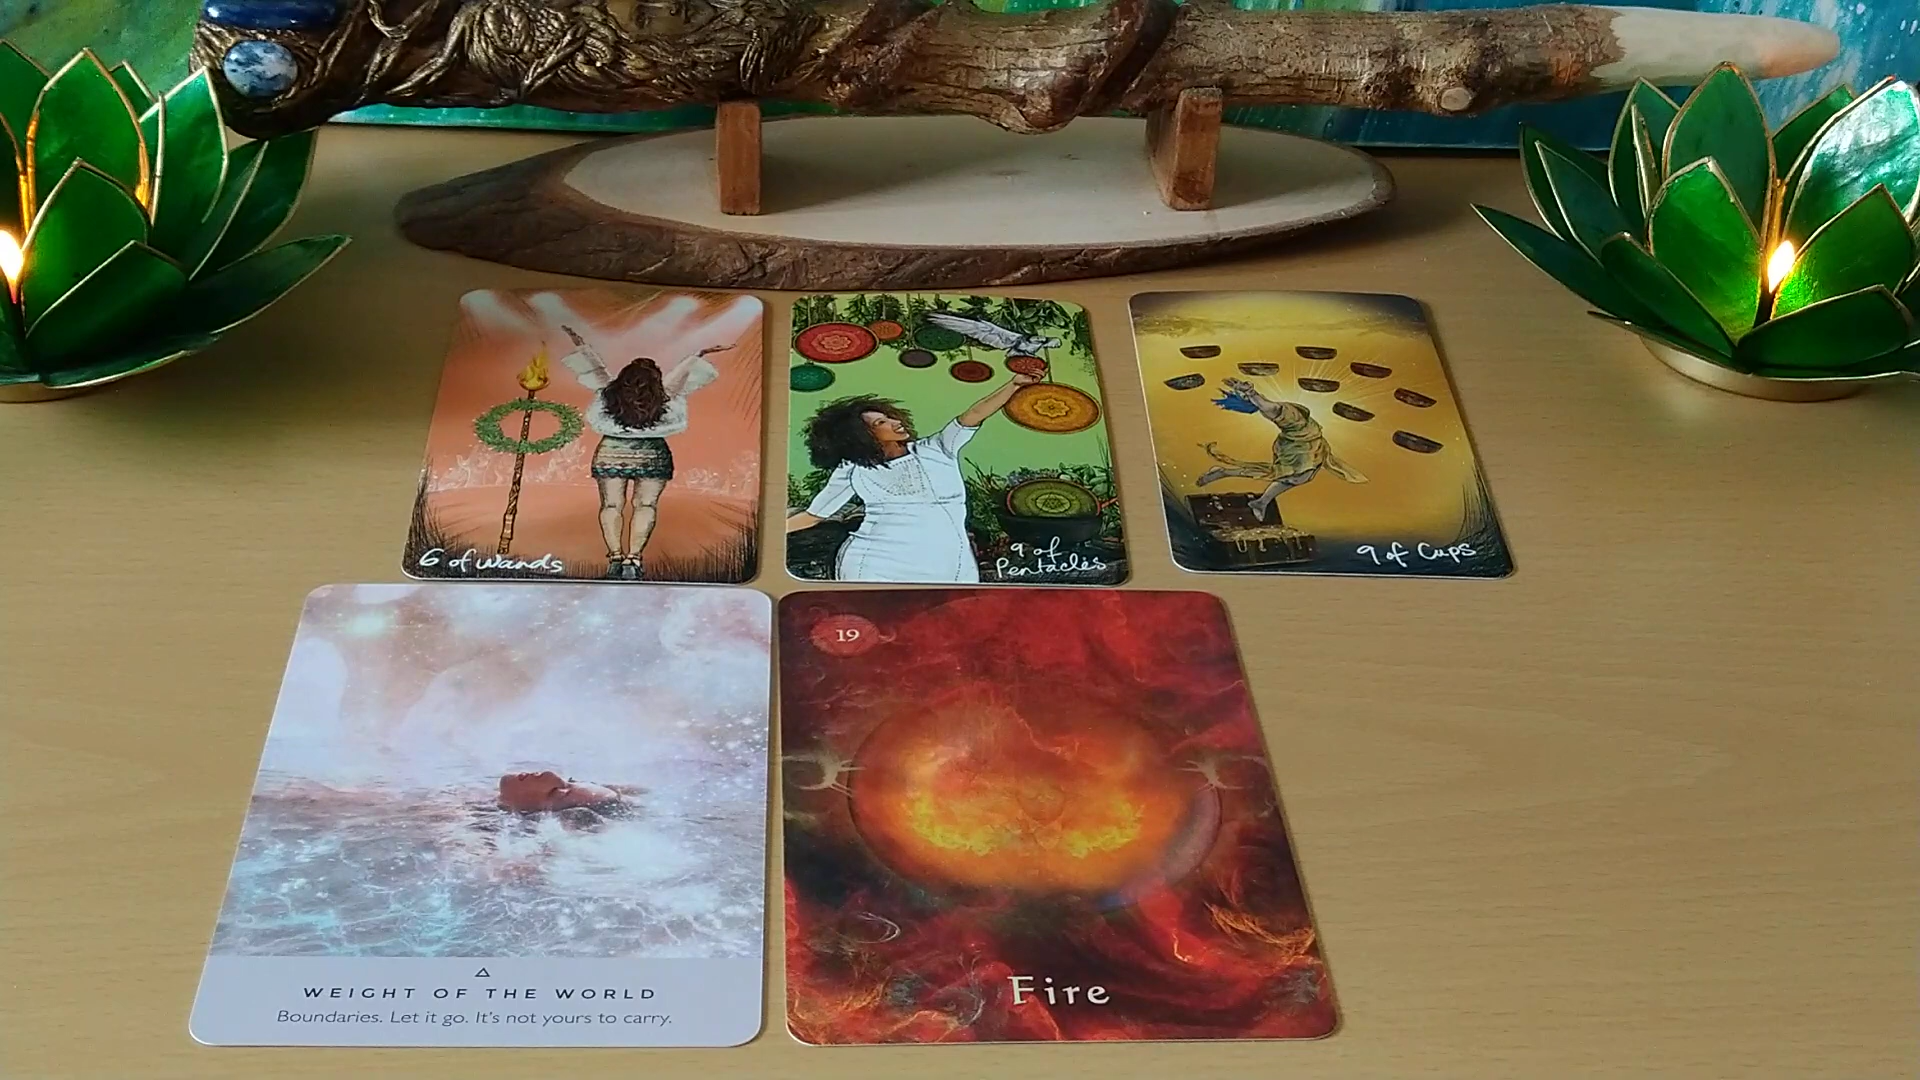 6 of Wands
9 of
Pentacles
9 of Cups
WEIGHT OF THE WORLD
Boundaries. Let it go. It's not yours to carry.
19
Fire